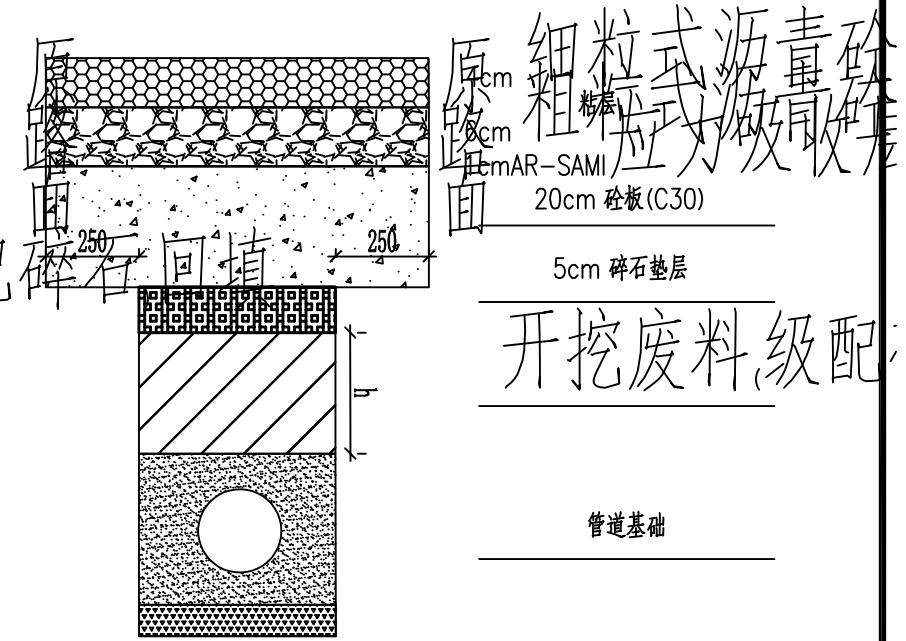 原路面
原路面
细粒式沥青砼
4cm
粘层
粗粒式沥青砼
6cm
应力吸收层
1cmAR-SAMI
20cm 砼板(C30)
250
250
配碎石回填
5cm 碎石垫层
开挖废料(级配
h
管道基础